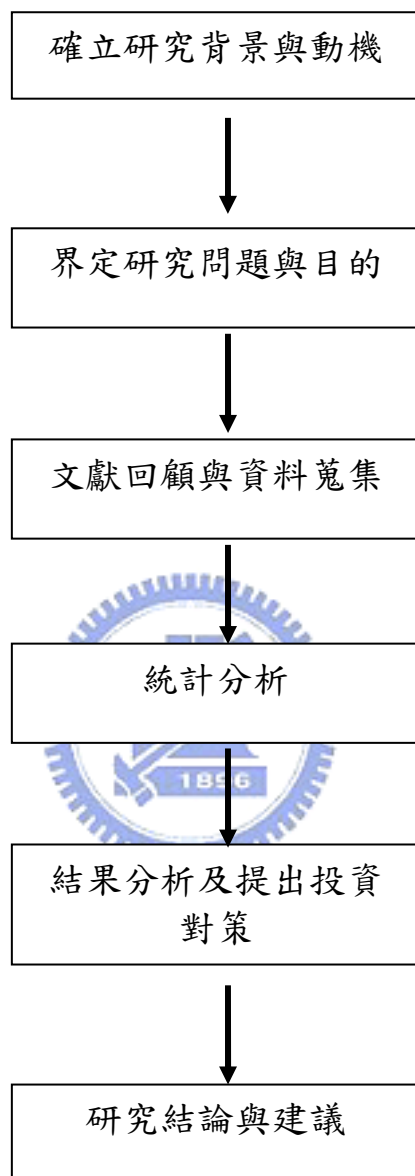 確立研究背景與動機
界定研究問題與目的
文獻回顧與資料蒐集
統計分析
1896
結果分析及提出投資
對策
研究結論與建議